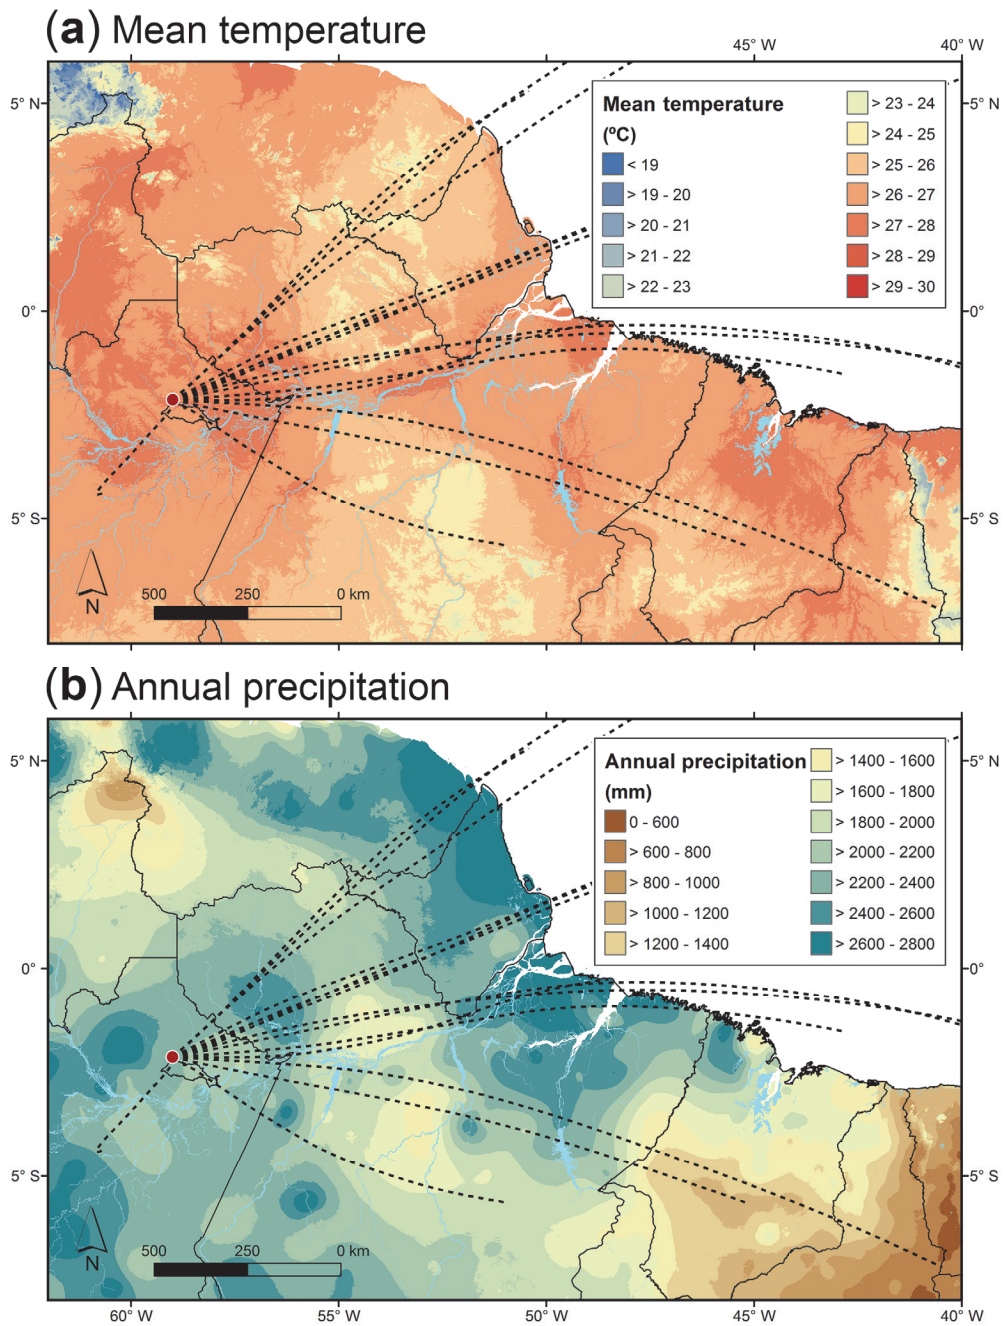 (a) Mean temperature
45° W 40° W
5° N
0°
5° S
5° N
0°
5° S
Mean temperature
(ºC)
< 19
> 19 - 20
> 20 - 21
> 21 - 22
> 22 - 23
> 23 - 24
> 24 - 25
> 25 - 26
> 26 - 27
> 27 - 28
> 28 - 29
> 29 - 30
N
500 250 0 km
(b) Annual precipitation
5° N
0°
5° S
5° N
0°
5° S
Annual precipitation
(mm)
0 - 600
> 600 - 800
> 800 - 1000
> 1000 - 1200
> 1200 - 1400
> 1400 - 1600
> 1600 - 1800
> 1800 - 2000
> 2000 - 2200
> 2200 - 2400
> 2400 - 2600
> 2600 - 2800
N
500 250 0 km
60° W 55° W 50° W 45° W 40° W